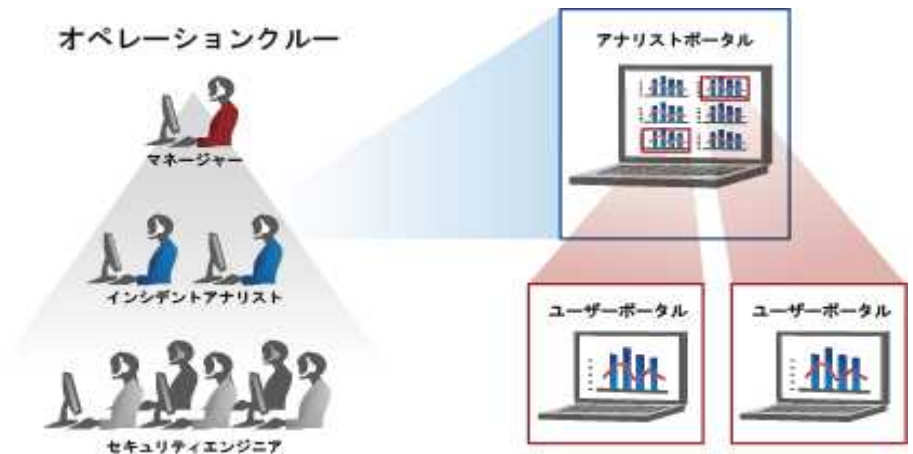 オペレーションクルー
マネージャー
インシデントアナリスト
セキュリティエンジニア
アナリストポータル
ユーザーポータル
ユーザーポータル